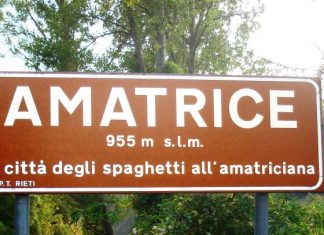 AMATRICE
955 m s.l.m.
città degli spaghetti all'amatriciana
P.T. RIETI